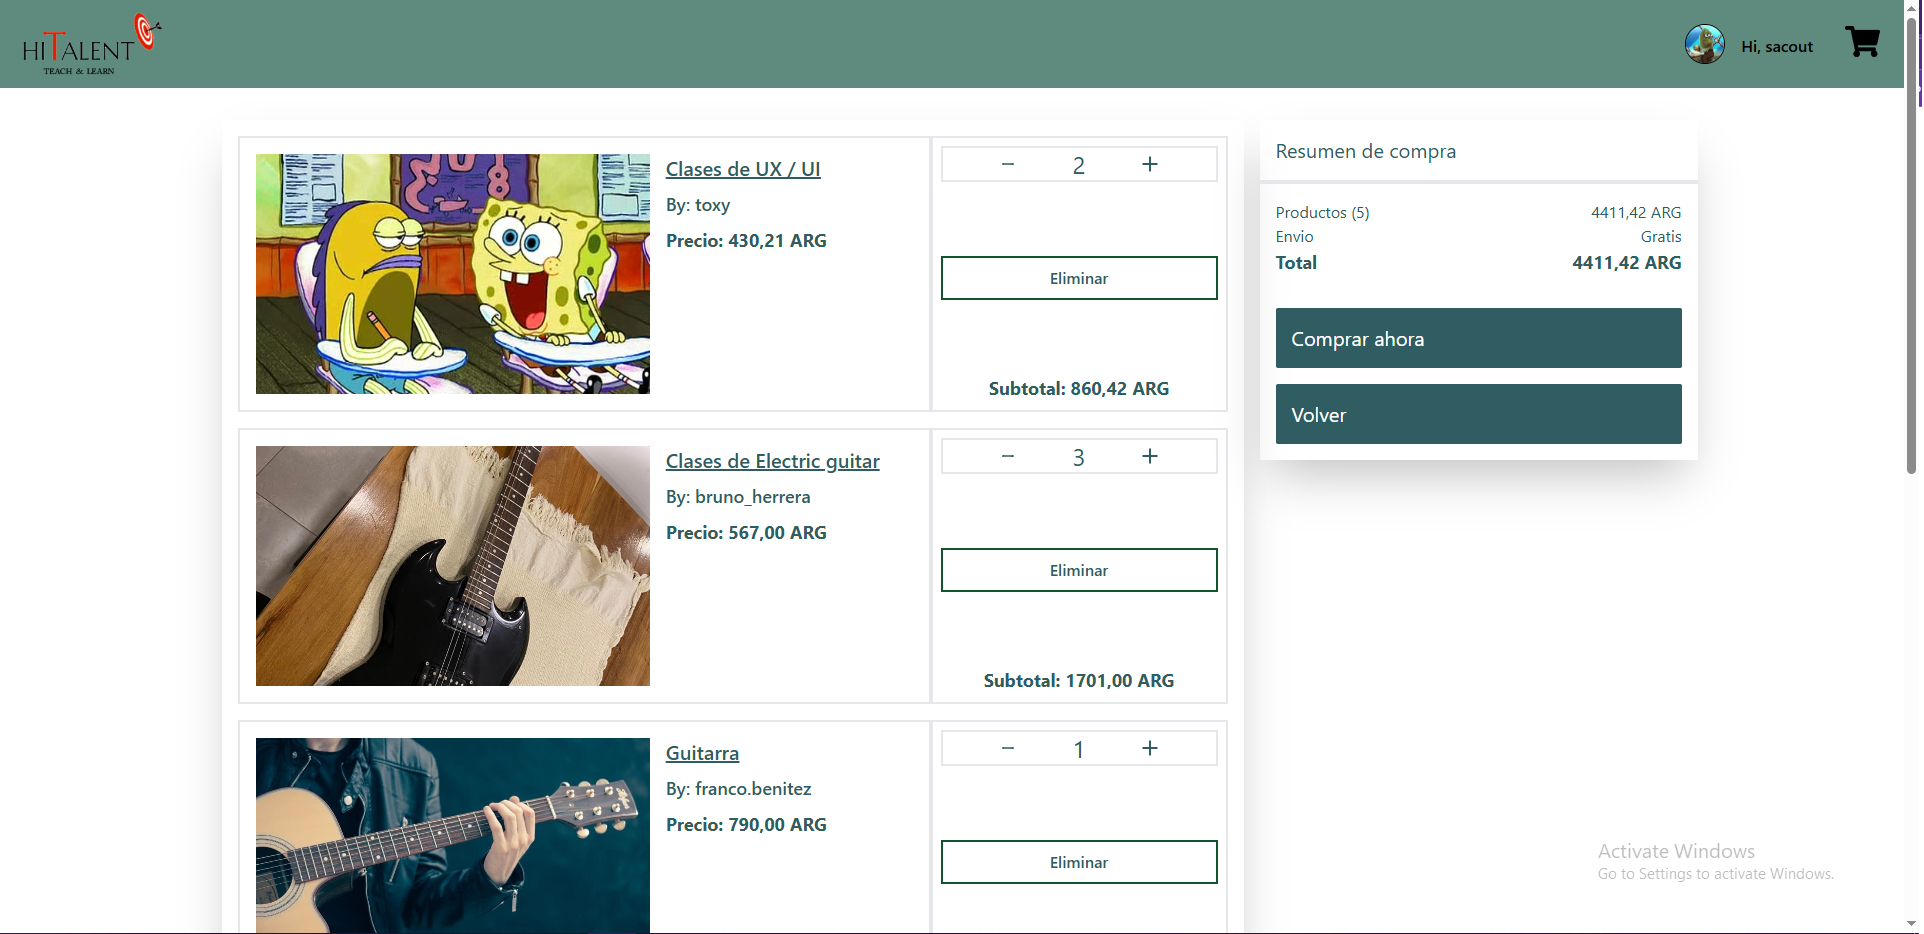 HITALENT
TEACH & LEARN
Hi, sacout
Clases de UX / UI
By: toxy
Precio: 430,21 ARG
2
Eliminar
Subtotal: 860,42 ARG
Clases de Electric guitar
By: bruno_herrera
Precio: 567,00 ARG
3
Eliminar
Subtotal: 1701,00 ARG
Guitarra
By: franco.benitez
Precio: 790,00 ARG
1
Eliminar
Resumen de compra
Productos (5) 4411,42 ARG
Envio Gratis
Total 4411,42 ARG
Comprar ahora
Volver
Activate Windows
Go to Settings to activate Windows.